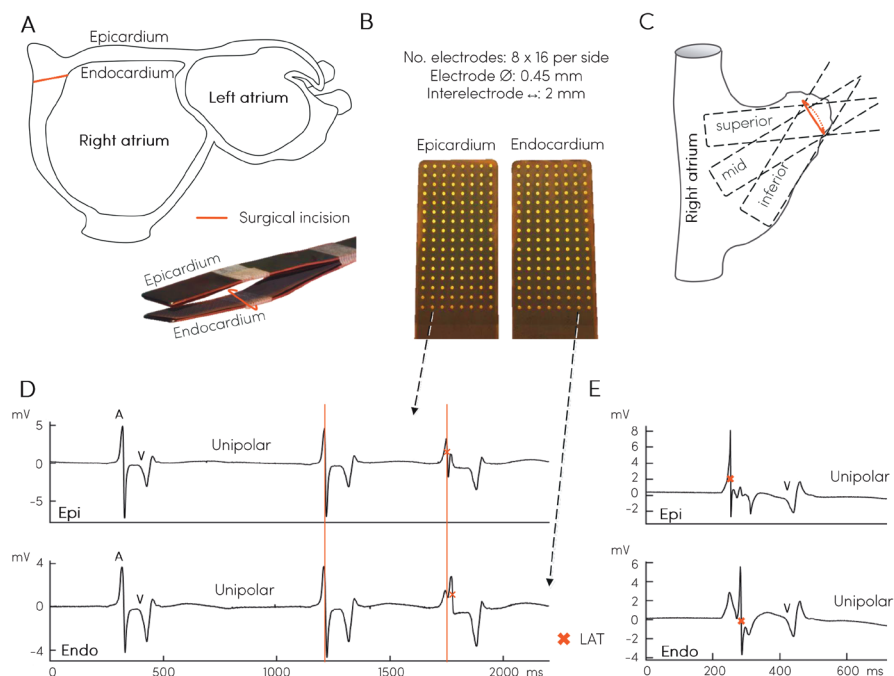 A
Epicardium
Endocardium
Left atrium
Right atrium
Surgical incision
Epicardium
Endocardium
B
No. electrodes: 8 x 16 per side
Electrode Ø: 0.45 mm
Interelectrode ↔: 2 mm
Epicardium Endocardium
C
superior
mid
inferior
Right atrium
D
mV
5
0
-5
A
V
Unipolar
Epi
mV
4
0
-4
A
V
Unipolar
Endo
0 500 1000 1500 2000 ms
LAT
E
mV
8
6
4
2
0
-2
V
Unipolar
Epi
mV
6
4
2
0
-2
-4
V
Unipolar
Endo
0 200 400 600 ms